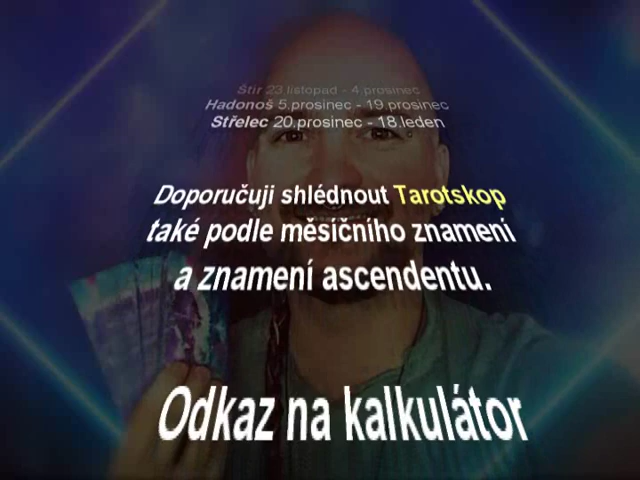 Štír 23.listopad - 4.prosinec
Hadonoš 5.prosinec - 19.prosinec
Střelec 20.prosinec - 18.leden
Doporučuji shlédnout Tarotskop
také podle měsíčního znamení
a znamení ascendentu.
Odkaz na kalkulátor